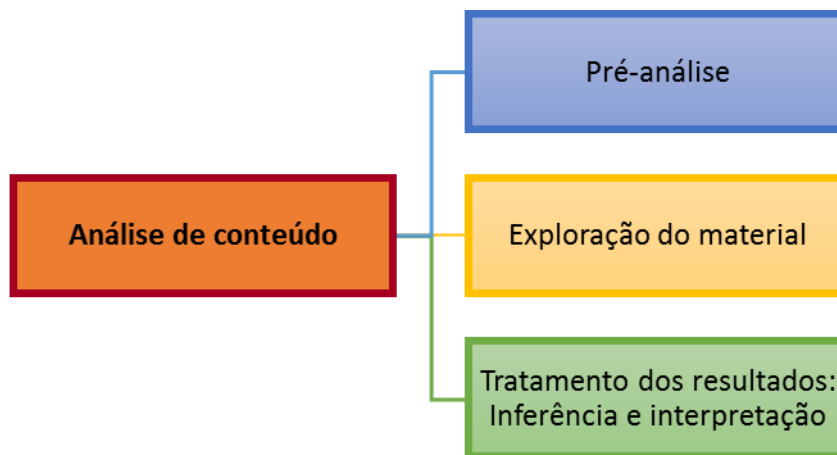 Pré-análise
Análise de conteúdo
Exploração do material
Tratamento dos resultados:
Inferência e interpretação